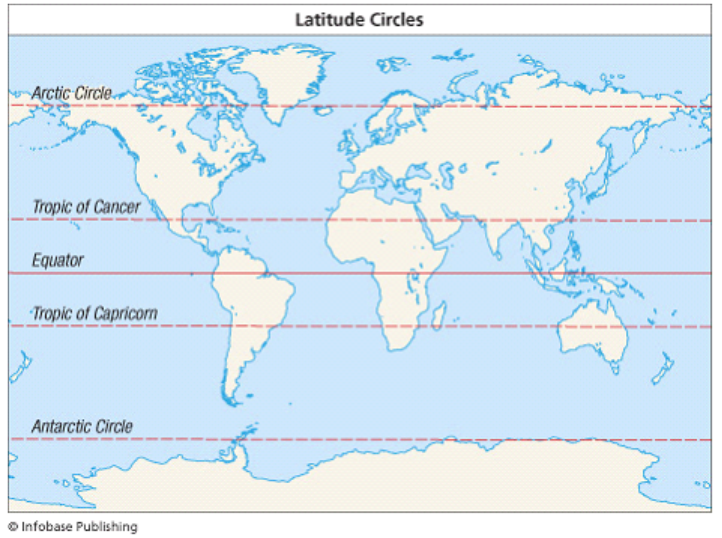 Latitude Circles
Arctic Circle
Tropic of Cancer
Equator
Tropic of Capricorn
Antarctic Circle
© Infobase Publishing